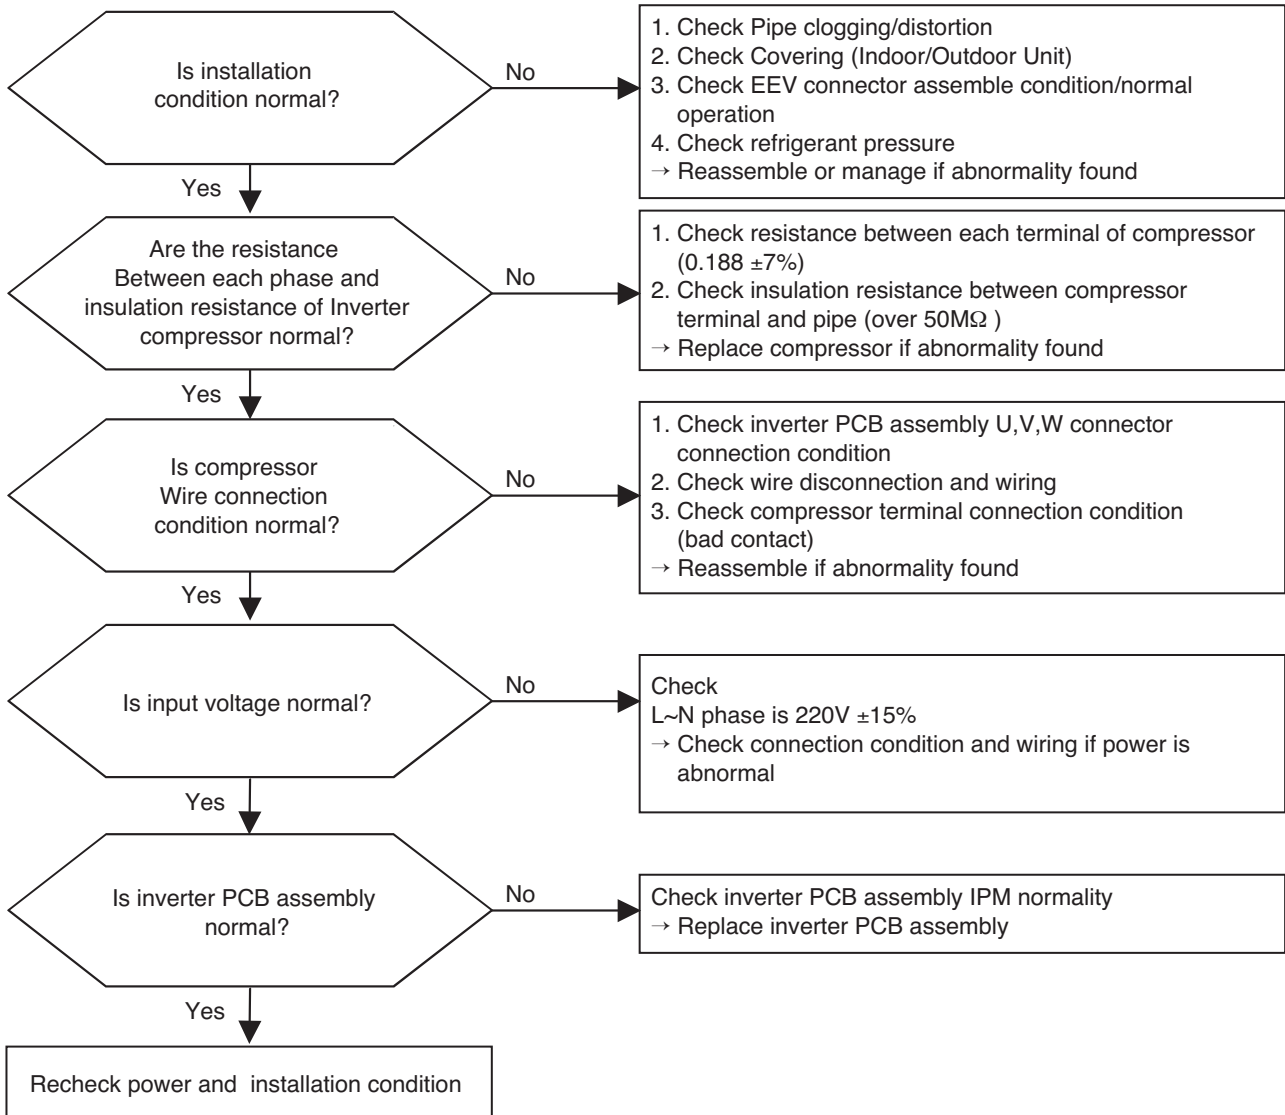 Is installation
condition normal?
No
1. Check Pipe clogging/distortion
2. Check Covering (Indoor/Outdoor Unit)
3. Check EEV connector assemble condition/normal
operation
4. Check refrigerant pressure
→ Reassemble or manage if abnormality found
Yes
Are the resistance
Between each phase and
insulation resistance of Inverter
compressor normal?
No
1. Check resistance between each terminal of compressor
(0.188 ±7%)
2. Check insulation resistance between compressor
terminal and pipe (over 50MΩ )
→ Replace compressor if abnormality found
Yes
Is compressor
Wire connection
condition normal?
No
1. Check inverter PCB assembly U,V,W connector
connection condition
2. Check wire disconnection and wiring
3. Check compressor terminal connection condition
(bad contact)
→ Reassemble if abnormality found
Yes
Is input voltage normal?
No
Check
L~N phase is 220V ±15%
→ Check connection condition and wiring if power is
abnormal
Yes
Is inverter PCB assembly
normal?
No
Check inverter PCB assembly IPM normality
→ Replace inverter PCB assembly
Yes
Recheck power and installation condition